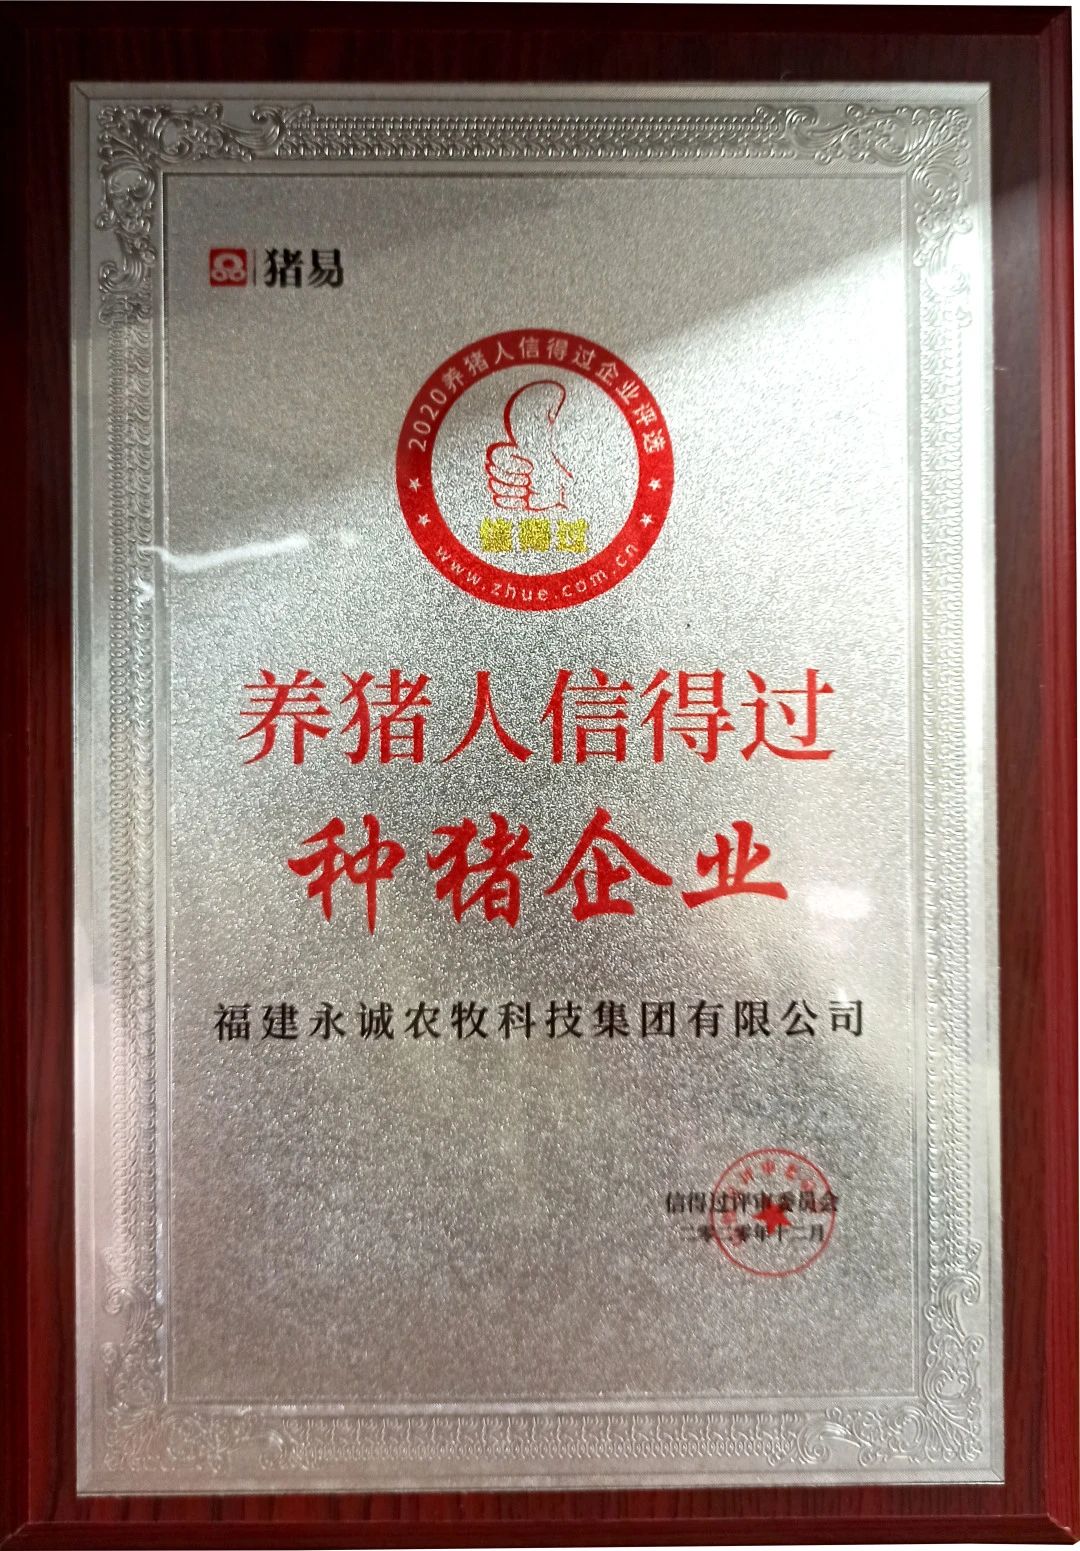 猪易
2020养猪人信得过企业评选
信得过
www.zhue.com.cn
养猪人信得过
种猪企业
福建永诚农牧科技集团有限公司
信得过评审委员会
二零二零年十二月